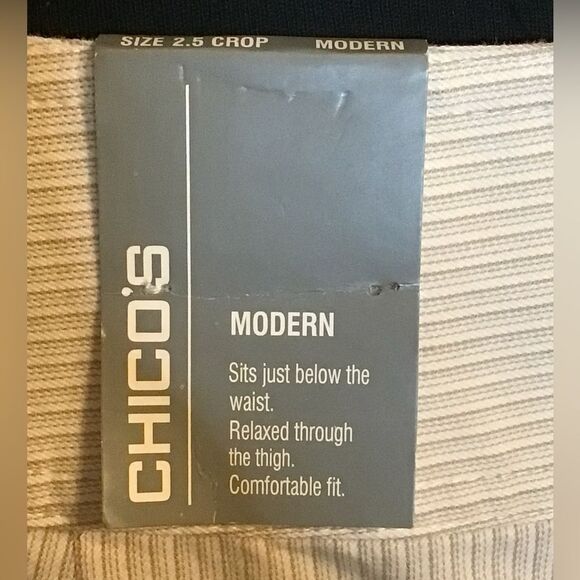 SIZE 2.5 CROP MODERN
CHICO'S
MODERN
Sits just below the
waist.
Relaxed through
the thigh.
Comfortable fit.